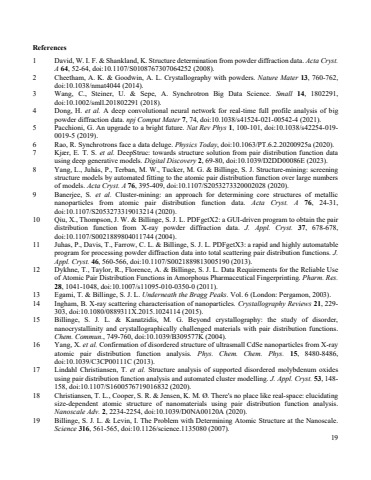 References
1 David, W. I. F. & Shankland, K. Structure determination from powder diffraction data. Acta Cryst.
A 64, 52-64, doi:10.1107/S0108767307064252 (2008).
2 Cheetham, A. K. & Goodwin, A. L. Crystallography with powders. Nature Mater 13, 760-762,
doi:10.1038/nmat4044 (2014).
3 Wang, C., Steiner, U. & Sepe, A. Synchrotron Big Data Science. Small 14, 1802291,
doi:10.1002/smll.201802291 (2018).
4 Dong, H. et al. A deep convolutional neural network for real-time full profile analysis of big
powder diffraction data. npj Comput Mater 7, 74, doi:10.1038/s41524-021-00542-4 (2021).
5 Pacchioni, G. An upgrade to a bright future. Nat Rev Phys 1, 100-101, doi:10.1038/s42254-019-
0019-5 (2019).
6 Rao, R. Synchrotrons face a data deluge. Physics Today, doi:10.1063/PT.6.2.20200925a (2020).
7 Kjær, E. T. S. et al. DeepStruc: towards structure solution from pair distribution function data
using deep generative models. Digital Discovery 2, 69-80, doi:10.1039/D2DD00086E (2023).
8 Yang, L., Juhás, P., Terban, M. W., Tucker, M. G. & Billinge, S. J. Structure-mining: screening
structure models by automated fitting to the atomic pair distribution function over large numbers
of models. Acta Cryst. A 76, 395-409, doi:10.1107/S2053273320002028 (2020).
9 Banerjee, S. et al. Cluster-mining: an approach for determining core structures of metallic
nanoparticles from atomic pair distribution function data. Acta Cryst. A 76, 24-31,
doi:10.1107/S2053273319013214 (2020).
10 Qiu, X., Thompson, J. W. & Billinge, S. J. L. PDFgetX2: a GUI-driven program to obtain the pair
distribution function from X-ray powder diffraction data. J. Appl. Cryst. 37, 678-678,
doi:10.1107/S0021889804011744 (2004).
11 Juhas, P., Davis, T., Farrow, C. L. & Billinge, S. J. L. PDFgetX3: a rapid and highly automatable
program for processing powder diffraction data into total scattering pair distribution functions. J.
Appl. Cryst. 46, 560-566, doi:10.1107/S0021889813005190 (2013).
12 Dykhne, T., Taylor, R., Florence, A. & Billinge, S. J. L. Data Requirements for the Reliable Use
of Atomic Pair Distribution Functions in Amorphous Pharmaceutical Fingerprinting. Pharm. Res.
28, 1041-1048, doi:10.1007/s11095-010-0350-0 (2011).
13 Egami, T. & Billinge, S. J. L. Underneath the Bragg Peaks. Vol. 6 (London: Pergamon, 2003).
14 Ingham, B. X-ray scattering characterisation of nanoparticles. Crystallography Reviews 21, 229-
303, doi:10.1080/0889311X.2015.1024114 (2015).
15 Billinge, S. J. L. & Kanatzidis, M. G. Beyond crystallography: the study of disorder,
nanocrystallinity and crystallographically challenged materials with pair distribution functions.
Chem. Commun., 749-760, doi:10.1039/B309577K (2004).
16 Yang, X. et al. Confirmation of disordered structure of ultrasmall CdSe nanoparticles from X-ray
atomic pair distribution function analysis. Phys. Chem. Chem. Phys. 15, 8480-8486,
doi:10.1039/C3CP00111C (2013).
17 Lindahl Christiansen, T. et al. Structure analysis of supported disordered molybdenum oxides
using pair distribution function analysis and automated cluster modelling. J. Appl. Cryst. 53, 148-
158, doi:10.1107/S1600576719016832 (2020).
18 Christiansen, T. L., Cooper, S. R. & Jensen, K. M. Ø. There's no place like real-space: elucidating
size-dependent atomic structure of nanomaterials using pair distribution function analysis.
Nanoscale Adv. 2, 2234-2254, doi:10.1039/D0NA00120A (2020).
19 Billinge, S. J. L. & Levin, I. The Problem with Determining Atomic Structure at the Nanoscale.
Science 316, 561-565, doi:10.1126/science.1135080 (2007).
19